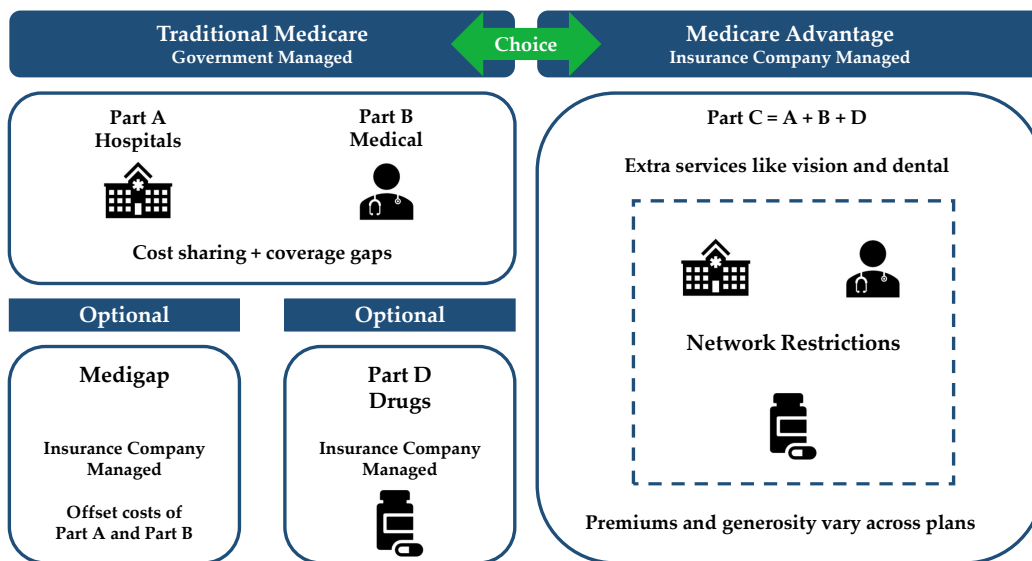 Traditional Medicare
Government Managed
Choice
Medicare Advantage
Insurance Company Managed
Part A
Hospitals
Part B
Medical
Cost sharing + coverage gaps
Optional
Medigap
Insurance Company
Managed
Offset costs of
Part A and Part B
Optional
Part D
Drugs
Insurance Company
Managed
Part C = A + B + D
Extra services like vision and dental
Network Restrictions
Premiums and generosity vary across plans